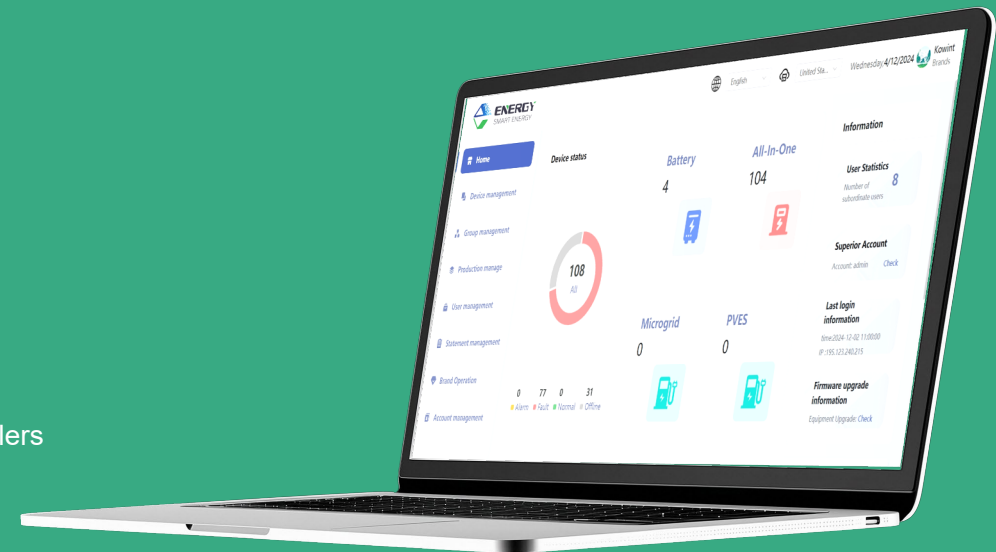 English
United Sta...
Wednesday,4/12/2024
Kowint
Brands
ENERGY
SMART ENERGY
Home
Device management
Group management
Production manage
User management
Statement management
Brand Operation
Account management
Device status
108
All
0 77 0 31
Alarm Fault Normal Offline
Battery
4
All-In-One
104
Microgrid
0
PVES
0
Information
User Statistics
Number of
subordinate users
8
Superior Account
Account: admin Check
Last login
information
time:2024-12-02 11:00:00
IP :195.123.240.215
Firmware upgrade
information
Equipment Upgrade: Check
lers